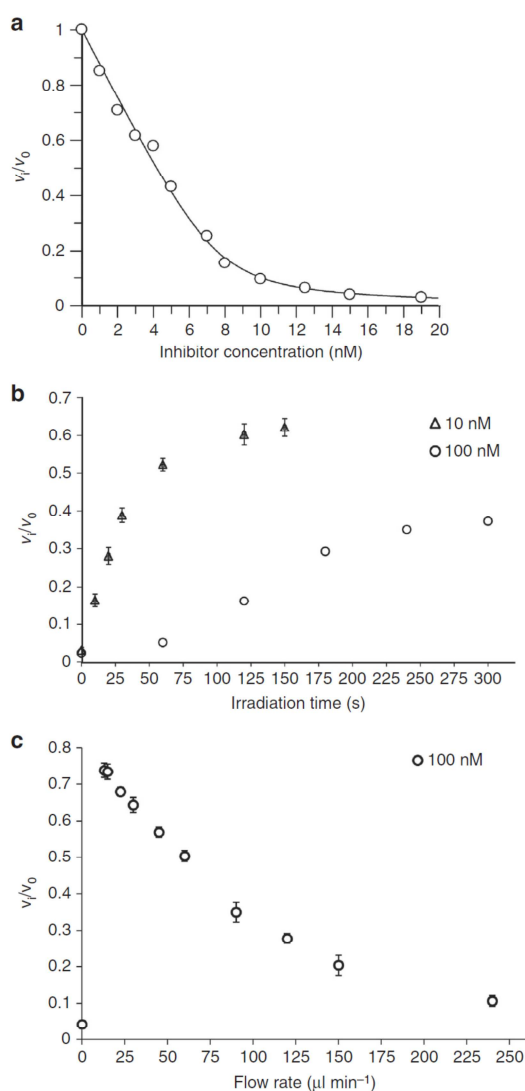 a
1
0.8
0.6
0.4
0.2
0
vi/v0
0 2 4 6 8 10 12 14 16 18 20
Inhibitor concentration (nM)
b
0.7
0.6
0.5
0.4
0.3
0.2
0.1
0
vi/v0
10 nM
100 nM
0 25 50 75 100 125 150 175 200 225 250 275 300
Irradiation time (s)
c
0.8
0.7
0.6
0.5
0.4
0.3
0.2
0.1
0
vi/v0
100 nM
0 25 50 75 100 125 150 175 200 225 250
Flow rate (μl min⁻¹)